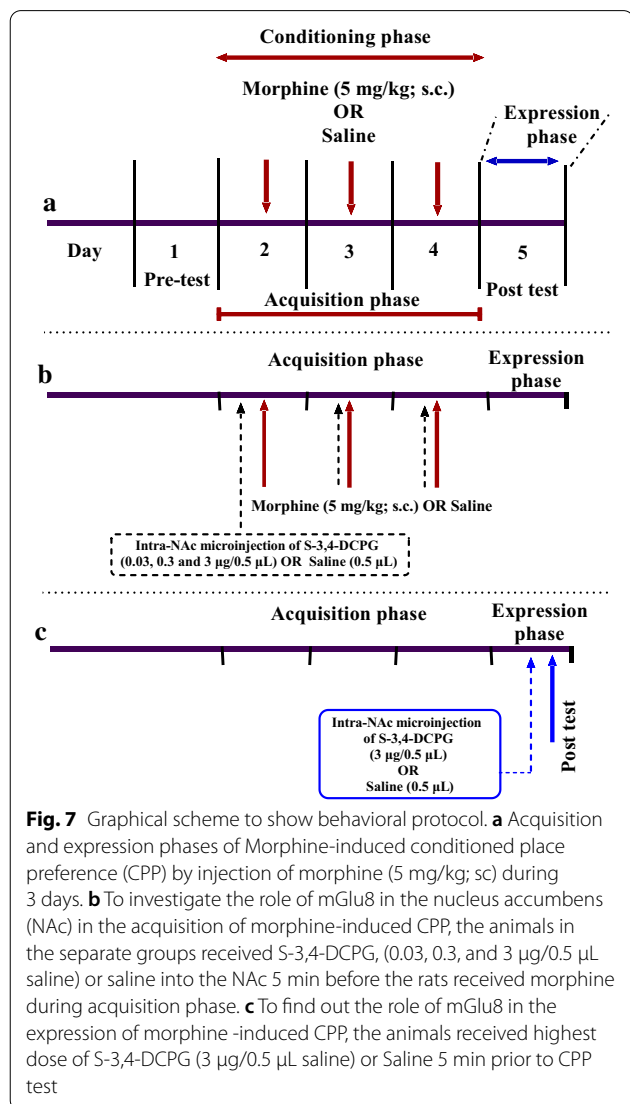 Conditioning phase
Morphine (5 mg/kg; s.c.)
OR
Saline
Expression
phase
a
Day
1
2
3
4
5
Pre-test
Post test
Acquisition phase
b
Acquisition phase
Expression
phase
Morphine (5 mg/kg; s.c.) OR Saline
Intra-NAc microinjection of S-3,4-DCPG
(0.03, 0.3 and 3 µg/0.5 µL) OR Saline (0.5 µL)
c
Acquisition phase
Expression
phase
Intra-NAc microinjection
of S-3,4-DCPG
(3 µg/0.5 µL)
OR
Saline (0.5 µL)
Post test
Fig. 7 Graphical scheme to show behavioral protocol. a Acquisition
and expression phases of Morphine-induced conditioned place
preference (CPP) by injection of morphine (5 mg/kg; sc) during
3 days. b To investigate the role of mGlu8 in the nucleus accumbens
(NAc) in the acquisition of morphine-induced CPP, the animals in
the separate groups received S-3,4-DCPG, (0.03, 0.3, and 3 µg/0.5 µL
saline) or saline into the NAc 5 min before the rats received morphine
during acquisition phase. c To find out the role of mGlu8 in the
expression of morphine -induced CPP, the animals received highest
dose of S-3,4-DCPG (3 µg/0.5 µL saline) or Saline 5 min prior to CPP
test